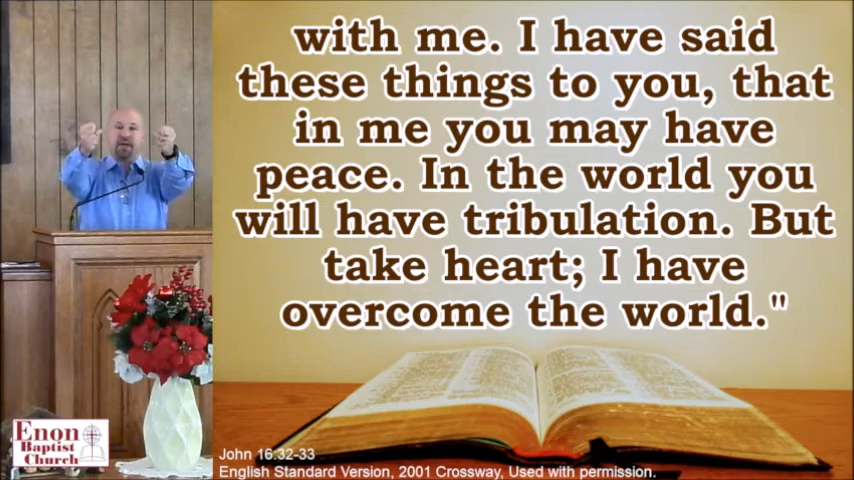 with me. I have said
these things to you, that
in me you may have
peace. In the world you
will have tribulation. But
take heart; I have
overcome the world."
Enon
Baptist
Church
John 16:32-33
English Standard Version, 2001 Crossway, Used with permission.